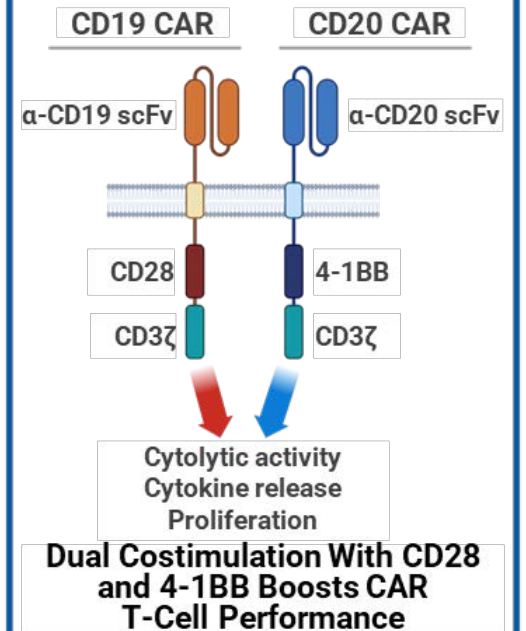 CD19 CAR
CD20 CAR
α-CD19 scFv
α-CD20 scFv
CD28
4-1BB
CD3ζ
CD3ζ
Cytolytic activity
Cytokine release
Proliferation
Dual Costimulation With CD28
and 4-1BB Boosts CAR
T-Cell Performance